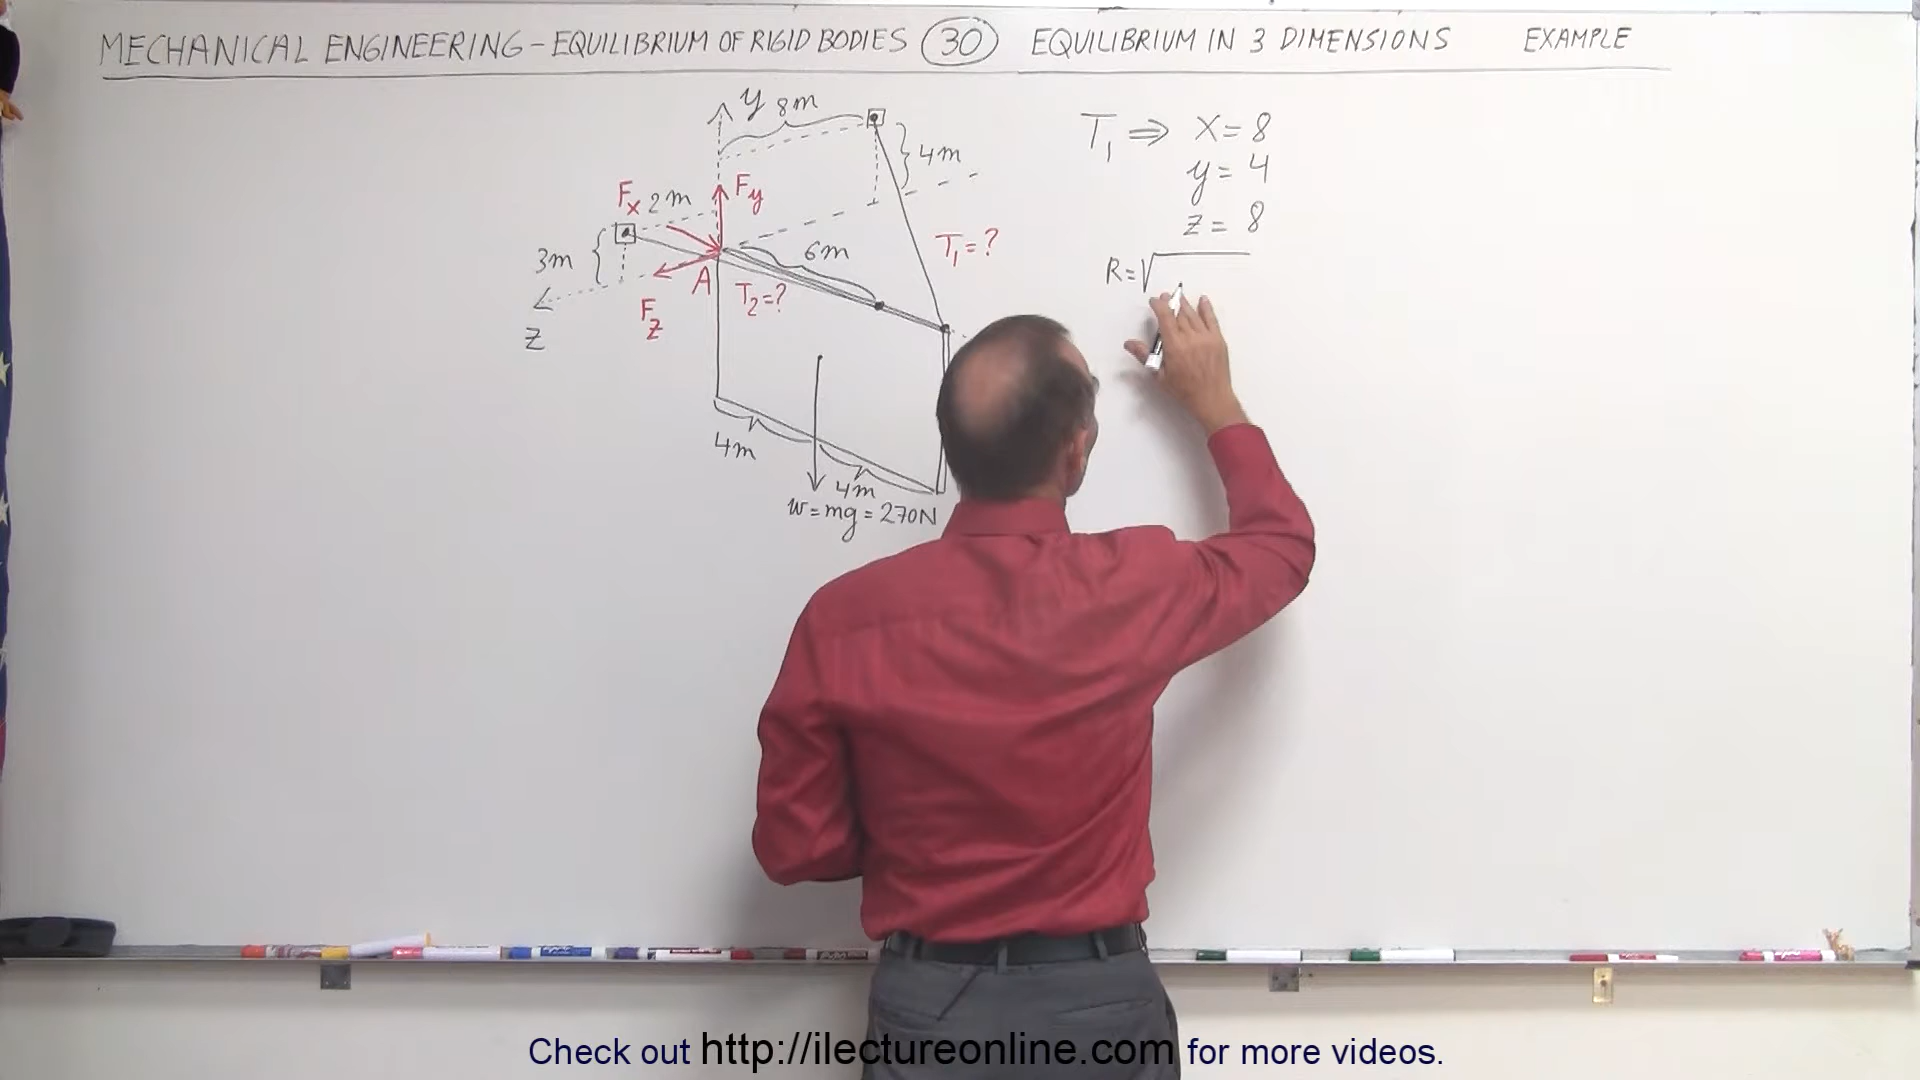 MECHANICAL ENGINEERING - EQUILIBRIUM OF RIGID BODIES 30 EQUILIBRIUM IN 3 DIMENSIONS EXAMPLE
y 8m
4m
T₁ ⇒ x = 8
y = 4
z = 8
R = √
Fx 2m
Fy
3m
6m
T₁ = ?
A
T₂ = ?
Fz
z
4m
4m
w = mg = 270N
Check out http://ilectureonline.com for more videos.